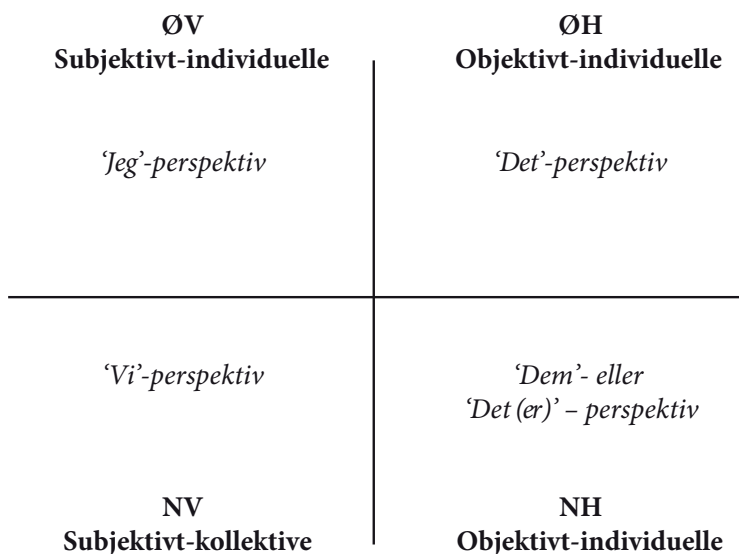 ØV
Subjektivt-individuelle
ØH
Objektivt-individuelle
‘Jeg’-perspektiv
‘Det’-perspektiv
‘Vi’-perspektiv
‘Dem’- eller
‘Det (er)’ – perspektiv
NV
Subjektivt-kollektive
NH
Objektivt-individuelle